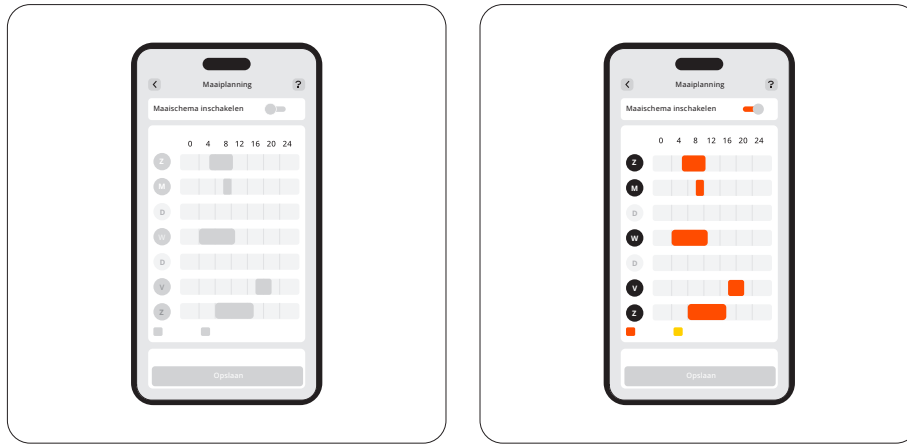 Maaiplanning ?
Maaischema inschakelen
0 4 8 12 16 20 24
Z
M
D
W
D
V
Z
Opslaan
Maaiplanning ?
Maaischema inschakelen
0 4 8 12 16 20 24
Z
M
D
W
D
V
Z
Opslaan